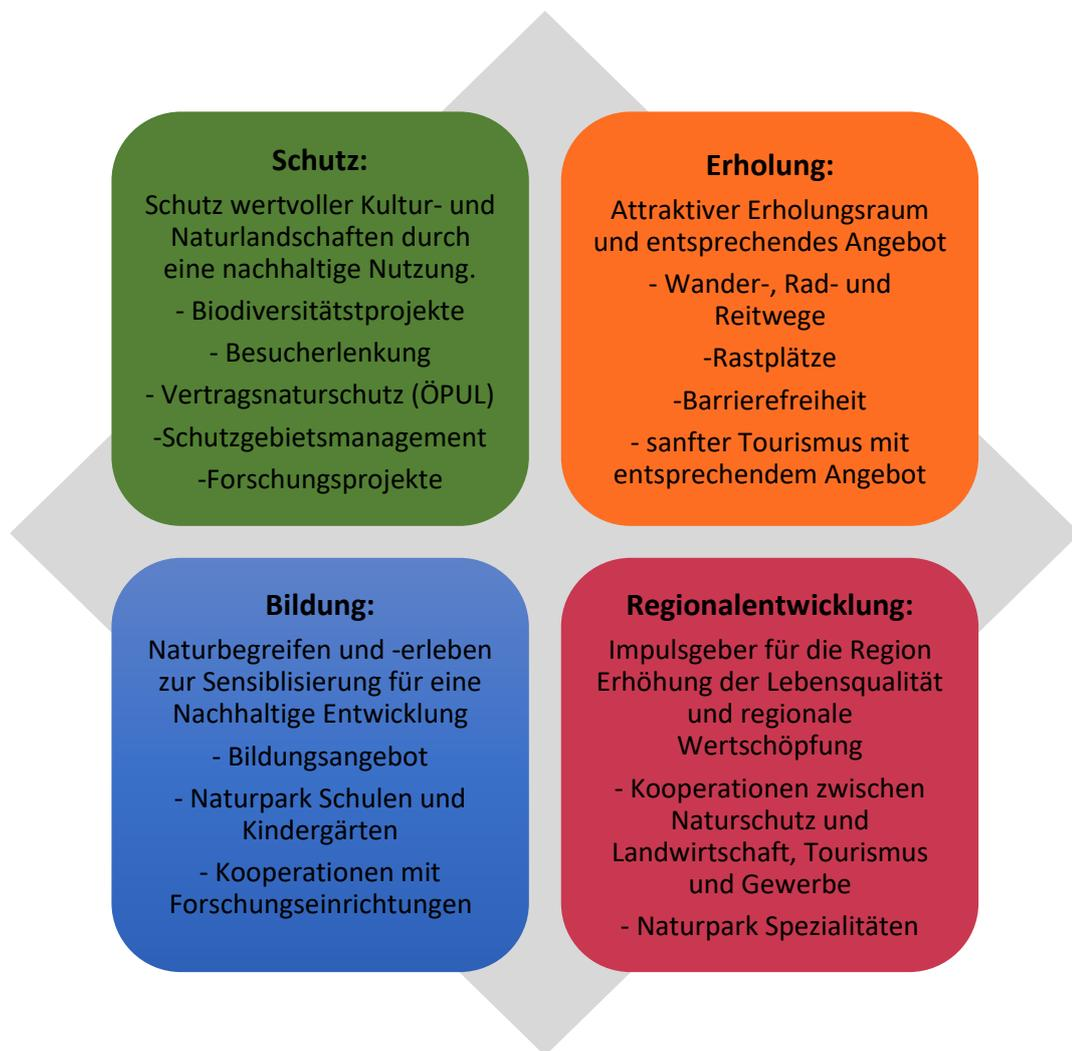 Schutz:
Schutz wertvoller Kultur- und
Naturlandschaften durch
eine nachhaltige Nutzung.
- Biodiversitätstprojekte
- Besucherlenkung
- Vertragsnaturschutz (ÖPUL)
-Schutzgebietsmanagement
-Forschungsprojekte
Erholung:
Attraktiver Erholungsraum
und entsprechendes Angebot
- Wander-, Rad- und
Reitwege
-Rastplätze
-Barrierefreiheit
- sanfter Tourismus mit
entsprechendem Angebot
Bildung:
Naturbegreifen und -erleben
zur Sensiblisierung für eine
Nachhaltige Entwicklung
- Bildungsangebot
- Naturpark Schulen und
Kindergärten
- Kooperationen mit
Forschungseinrichtungen
Regionalentwicklung:
Impulsgeber für die Region
Erhöhung der Lebensqualität
und regionale
Wertschöpfung
- Kooperationen zwischen
Naturschutz und
Landwirtschaft, Tourismus
und Gewerbe
- Naturpark Spezialitäten